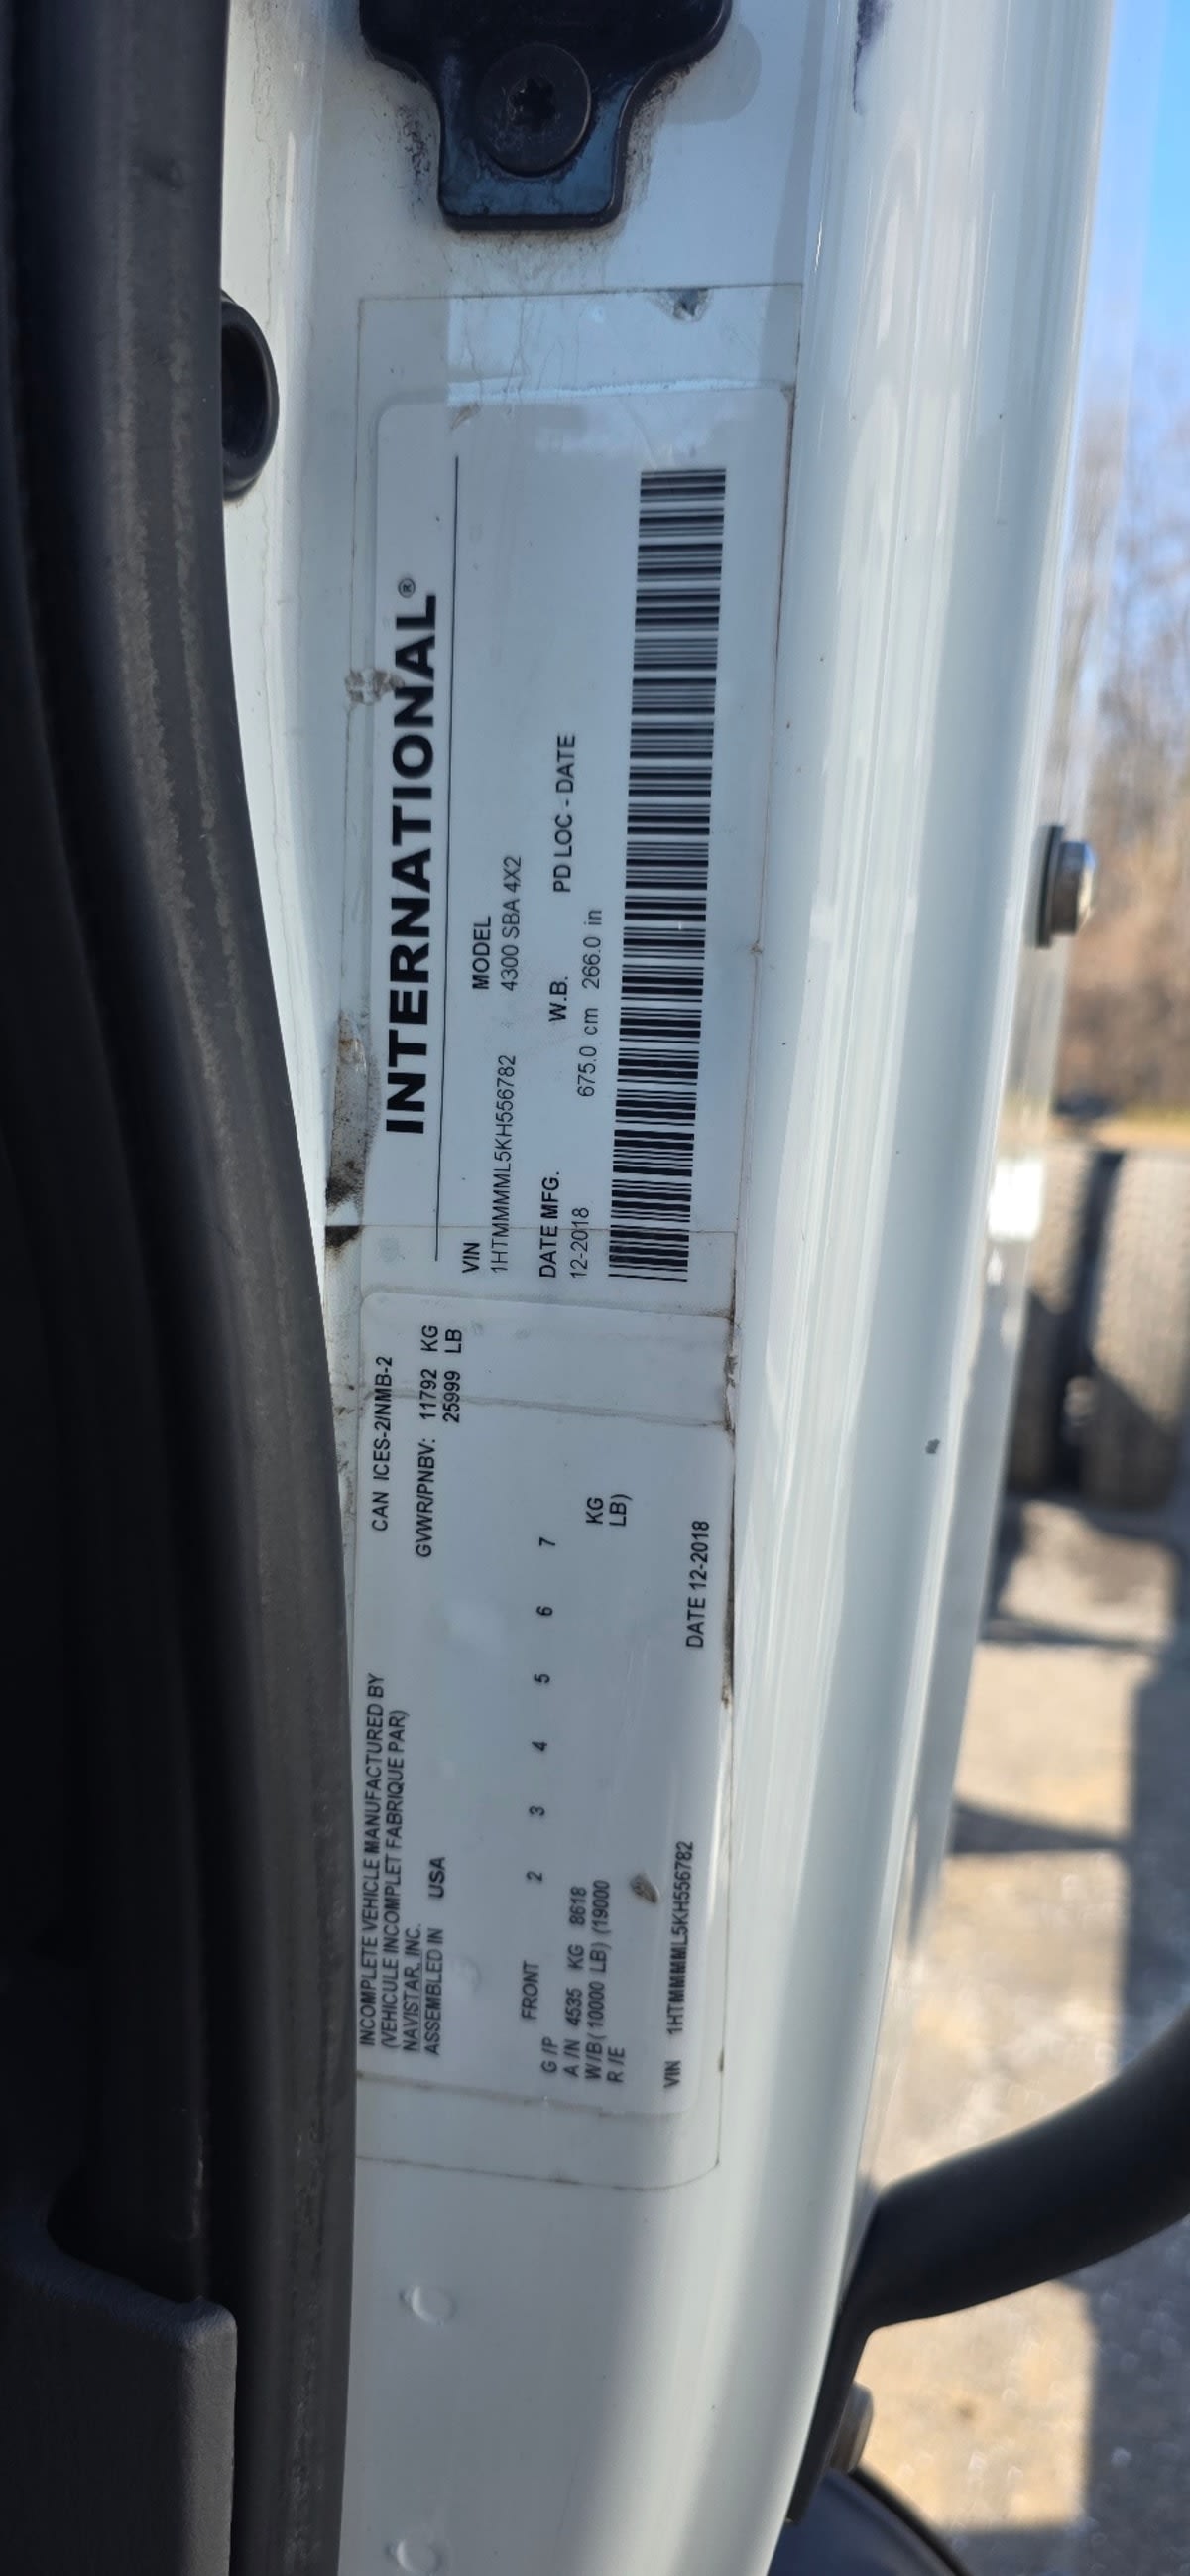 INCOMPLETE VEHICLE MANUFACTURED BY
(VEHICULE INCOMPLET FABRIQUE PAR)
NAVISTAR, INC.
ASSEMBLED IN USA
CAN ICES-2/NMB-2
GVWR/PNBV: 11792 KG
25999 LB
FRONT 2 3 4 5 6 7
G/P
A/N 4535 KG 8618 KG
W/B (10000 LB) (19000 LB)
R/E
VIN 1HTMMMML5KH556782
DATE 12-2018
INTERNATIONAL®
VIN MODEL
1HTMMMML5KH556782 4300 SBA 4X2
DATE MFG. W.B. PD LOC - DATE
12-2018 675.0 cm 266.0 in